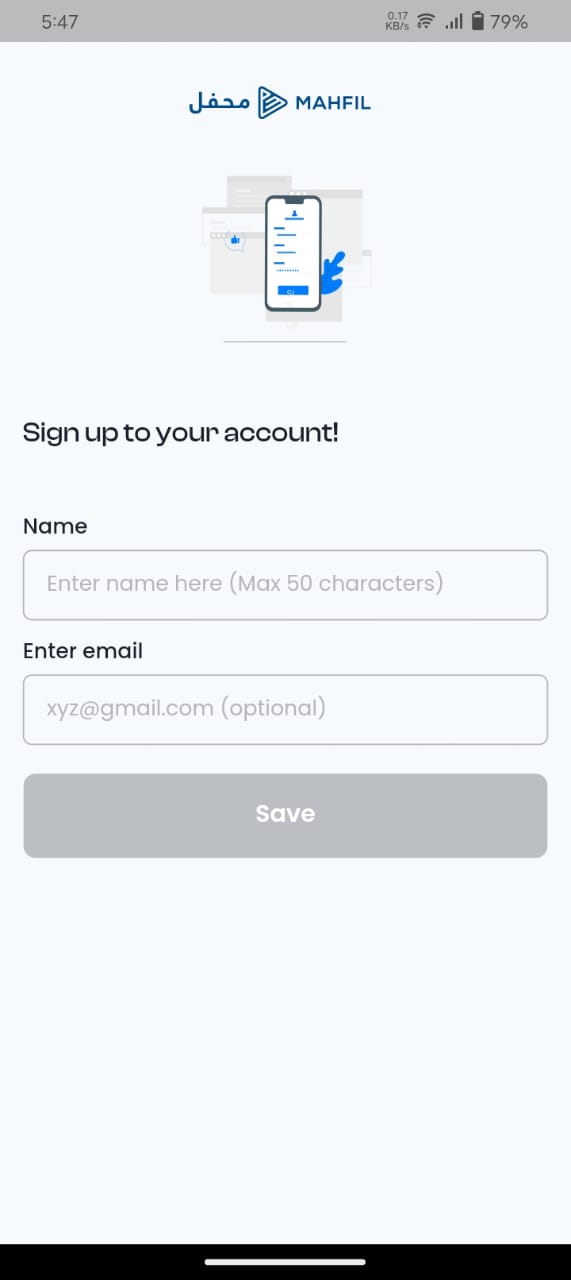 5:47
0.17 KB/s
79%
محفل MAHFIL
Sign up to your account!
Name
Enter name here (Max 50 characters)
Enter email
xyz@gmail.com (optional)
Save